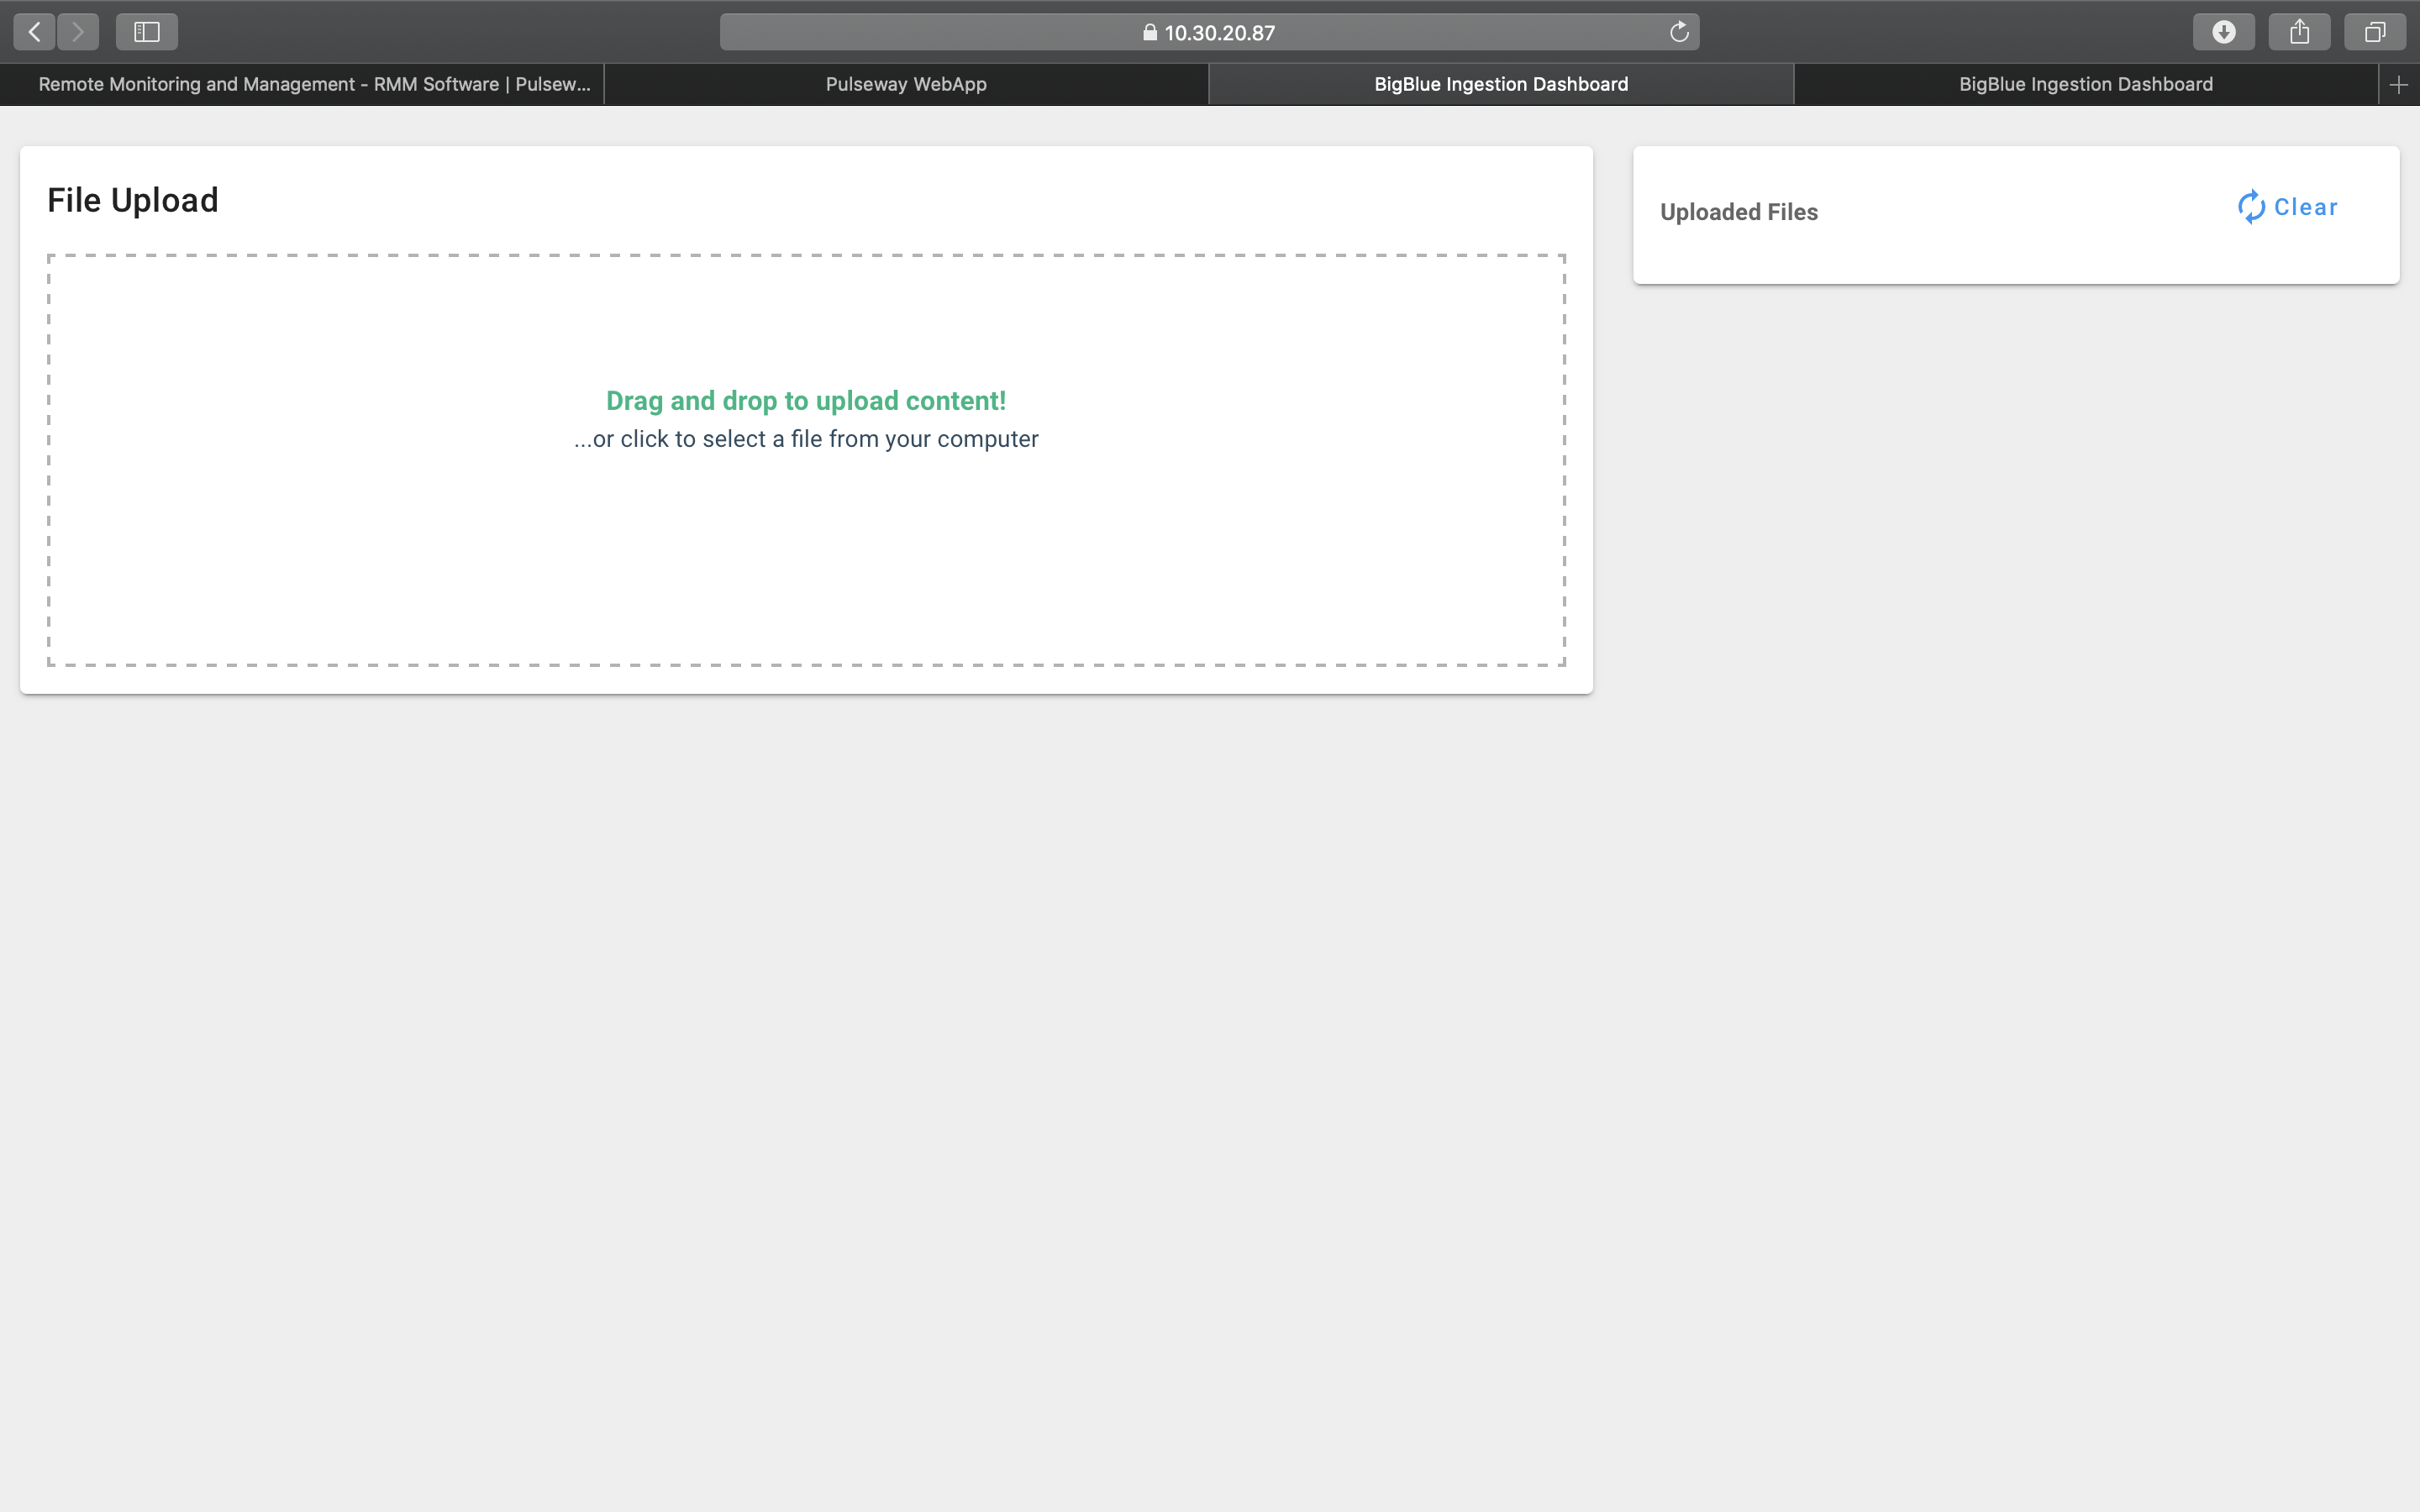 10.30.20.87
Remote Monitoring and Management - RMM Software | Pulsew...
Pulseway WebApp
BigBlue Ingestion Dashboard
BigBlue Ingestion Dashboard
File Upload
Drag and drop to upload content!
...or click to select a file from your computer
Uploaded Files
Clear